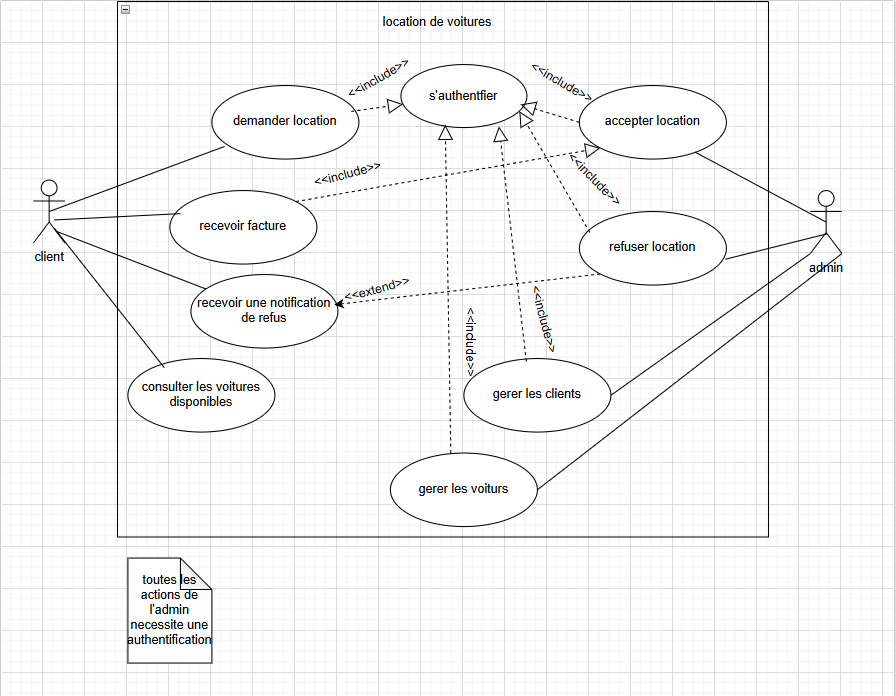 location de voitures
<<include>>
s'authentfier
<<include>>
demander location
accepter location
<<include>>
<<include>>
recevoir facture
refuser location
client
admin
<<extend>>
recevoir une notification
de refus
<<include>>
<<include>>
consulter les voitures
disponibles
gerer les clients
gerer les voiturs
toutes les
actions de
l'admin
necessite une
authentification